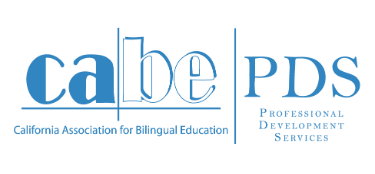 cabe
California Association for Bilingual Education
PDS
PROFESSIONAL
DEVELOPMENT
SERVICES